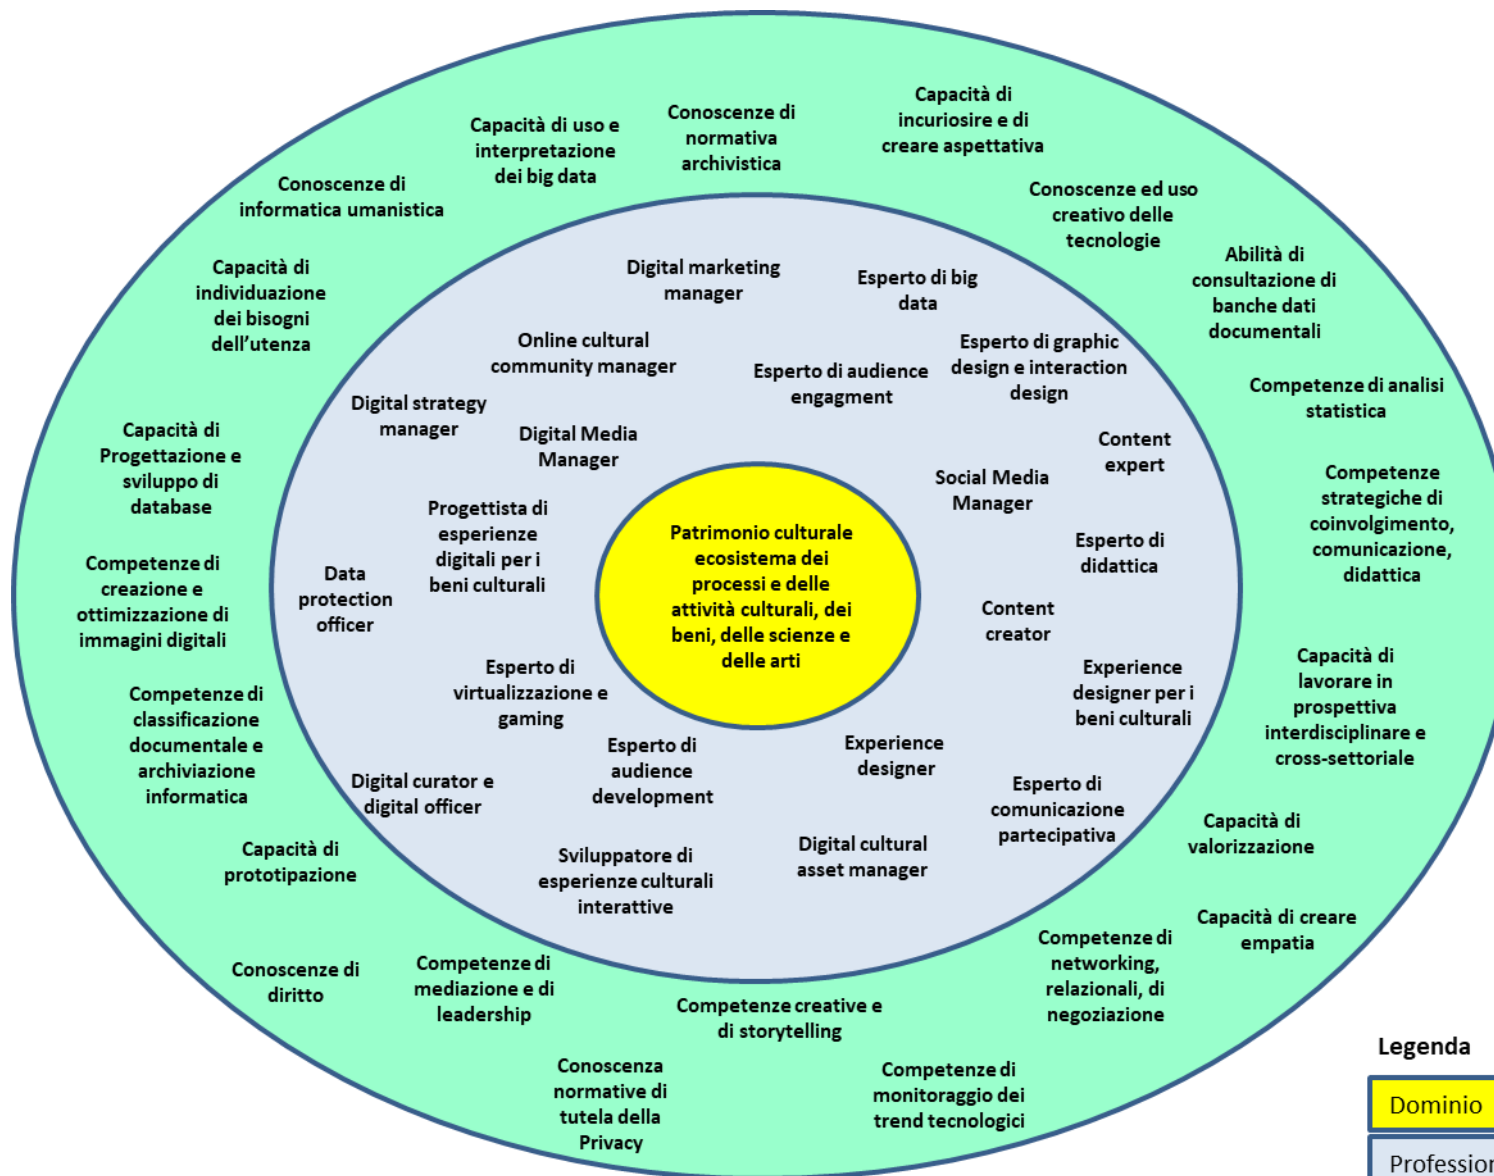 Capacità di
incuriosire e di
creare aspettativa
Conoscenze di
normativa
archivistica
Capacità di uso e
interpretazione
dei big data
Conoscenze di
informatica umanistica
Conoscenze ed uso
creativo delle
tecnologie
Abilità di
consultazione di
banche dati
documentali
Capacità di
individuazione
dei bisogni
dell'utenza
Digital marketing
manager
Esperto di big
data
Online cultural
community manager
Esperto di graphic
design e interaction
design
Esperto di audience
engagment
Competenze di analisi
statistica
Digital strategy
manager
Digital Media
Manager
Content
expert
Capacità di
Progettazione e
sviluppo di
database
Social Media
Manager
Competenze
strategiche di
coinvolgimento,
comunicazione,
didattica
Progettista di
esperienze
digitali per i
beni culturali
Patrimonio culturale
ecosistema dei
processi e delle
attività culturali, dei
beni, delle scienze e
delle arti
Esperto di
didattica
Competenze di
creazione e
ottimizzazione di
immagini digitali
Data
protection
officer
Content
creator
Esperto di
virtualizzazione e
gaming
Experience
designer per i
beni culturali
Capacità di
lavorare in
prospettiva
interdisciplinare e
cross-settoriale
Competenze di
classificazione
documentale e
archiviazione
informatica
Esperto di
audience
development
Experience
designer
Digital curator e
digital officer
Esperto di
comunicazione
partecipativa
Capacità di
valorizzazione
Capacità di
prototipazione
Sviluppatore di
esperienze culturali
interattive
Digital cultural
asset manager
Capacità di creare
empatia
Conoscenze di
diritto
Competenze di
mediazione e di
leadership
Competenze di
networking,
relazionali, di
negoziazione
Competenze creative e
di storytelling
Conoscenza
normative di
tutela della
Privacy
Competenze di
monitoraggio dei
trend tecnologici
Legenda
Dominio
Profession